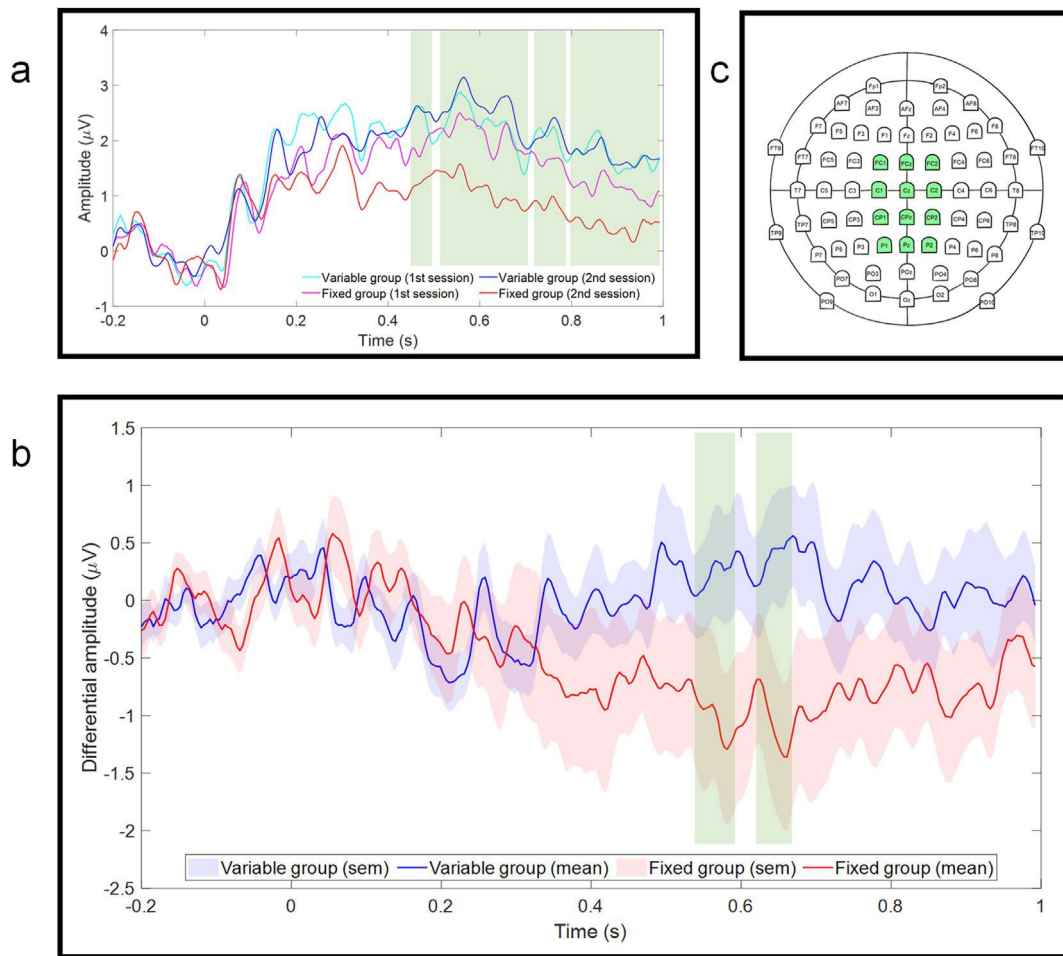 a
4
3
2
1
0
-1
Amplitude (μV)
Variable group (1st session) Variable group (2nd session)
Fixed group (1st session) Fixed group (2nd session)
-0.2 0 0.2 0.4 0.6 0.8 1
Time (s)
c
Fp1 Fp2
AF7 AF3 AFz AF4 AF8
F7 F5 F3 F1 Fz F2 F4 F6 F8
FT9 FT7 FC5 FC3 FC1 FCz FC2 FC4 FC6 FT8 FT10
T7 C5 C3 C1 Cz C2 C4 C6 T8
TP9 TP7 CP5 CP3 CP1 CPz CP2 CP4 CP6 TP8 TP10
P7 P5 P3 P1 Pz P2 P4 P6 P8
PO9 PO7 PO3 POz PO4 PO8 PO10
O1 Oz O2
b
1.5
1
0.5
0
-0.5
-1
-1.5
-2
-2.5
Differential amplitude (μV)
Variable group (sem) Variable group (mean) Fixed group (sem) Fixed group (mean)
-0.2 0 0.2 0.4 0.6 0.8 1
Time (s)